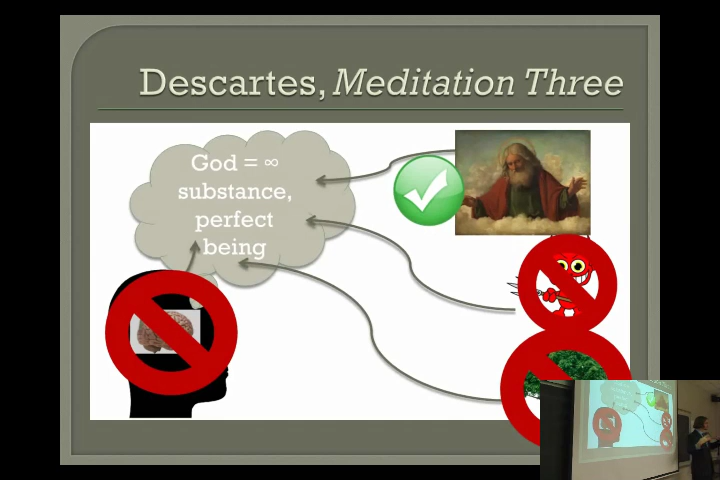 Descartes, Meditation Three
God = ∞
substance,
perfect
being